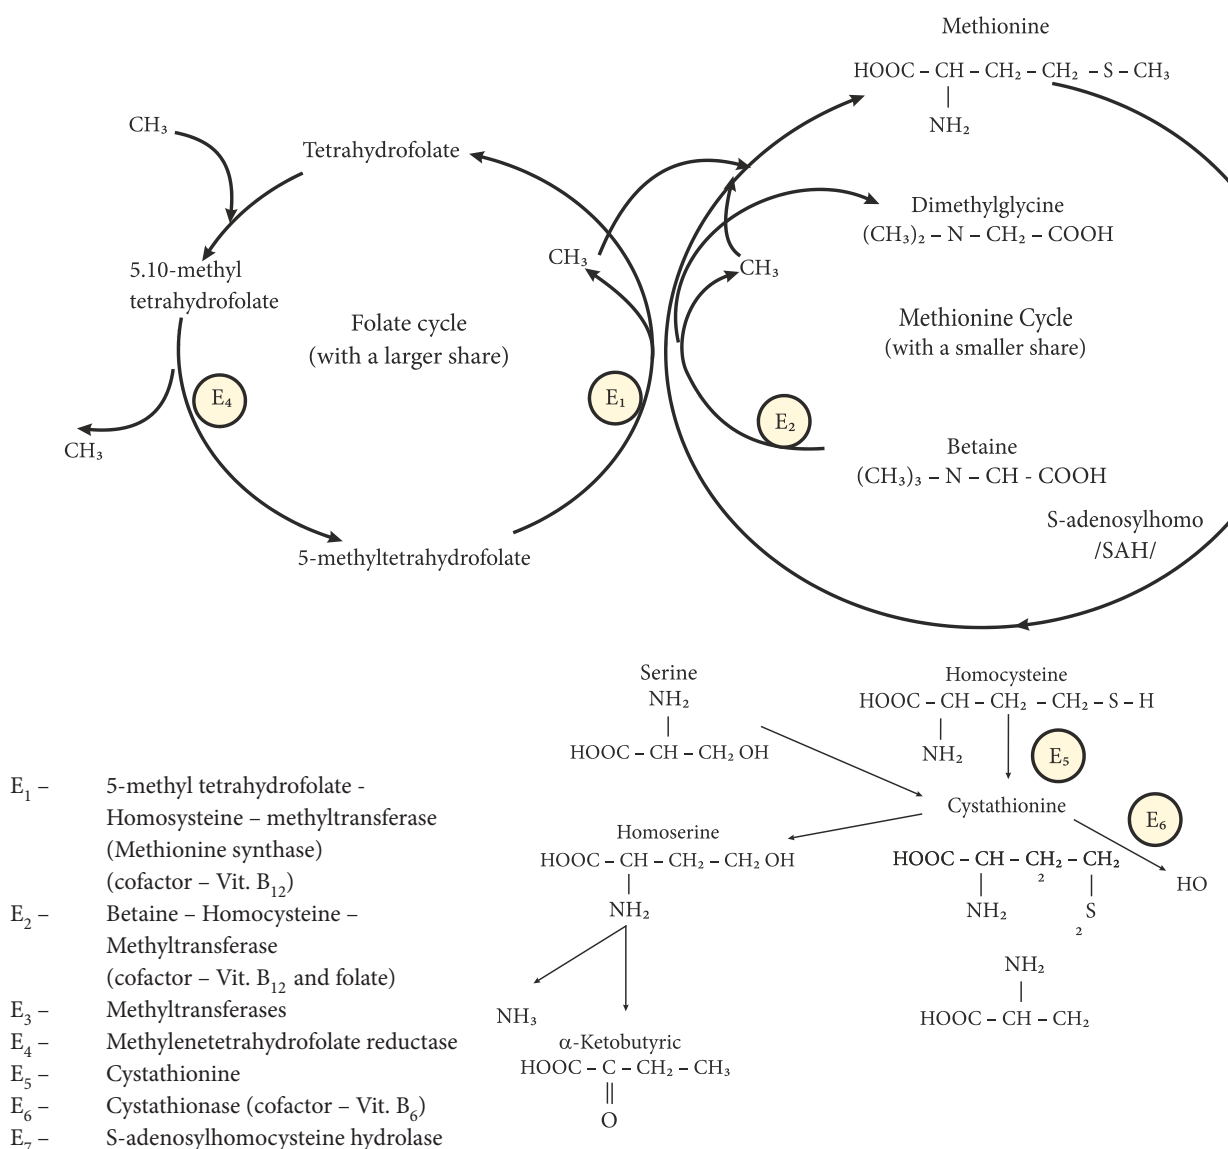 Methionine
HOOC – CH – CH₂ – CH₂ – S – CH₃
NH₂
CH₃
Tetrahydrofolate
Dimethylglycine
(CH₃)₂ – N – CH₂ – COOH
CH₃
CH₃
5.10-methyl
tetrahydrofolate
Folate cycle
(with a larger share)
Methionine Cycle
(with a smaller share)
E₄
E₁
E₂
CH₃
Betaine
(CH₃)₃ – N – CH - COOH
S-adenosylhomo
/SAH/
5-methyltetrahydrofolate
Serine
NH₂
HOOC – CH – CH₂ OH
Homocysteine
HOOC – CH – CH₂ – CH₂ – S – H
NH₂
E₅
Cystathionine
E₆
HOOC – CH – CH₂ – CH₂
2
NH₂
S
2
HO
NH₂
HOOC – CH – CH₂
Homoserine
HOOC – CH – CH₂ – CH₂ OH
NH₂
NH₃
α-Ketobutyric
HOOC – C – CH₂ – CH₃
O
E₁ – 5-methyl tetrahydrofolate -
Homosysteine – methyltransferase
(Methionine synthase)
(cofactor – Vit. B₁₂)
E₂ – Betaine – Homocysteine –
Methyltransferase
(cofactor – Vit. B₁₂ and folate)
E₃ – Methyltransferases
E₄ – Methylenetetrahydrofolate reductase
E₅ – Cystathionine
E₆ – Cystathionase (cofactor – Vit. B₆)
E₇ – S-adenosylhomocysteine hydrolase